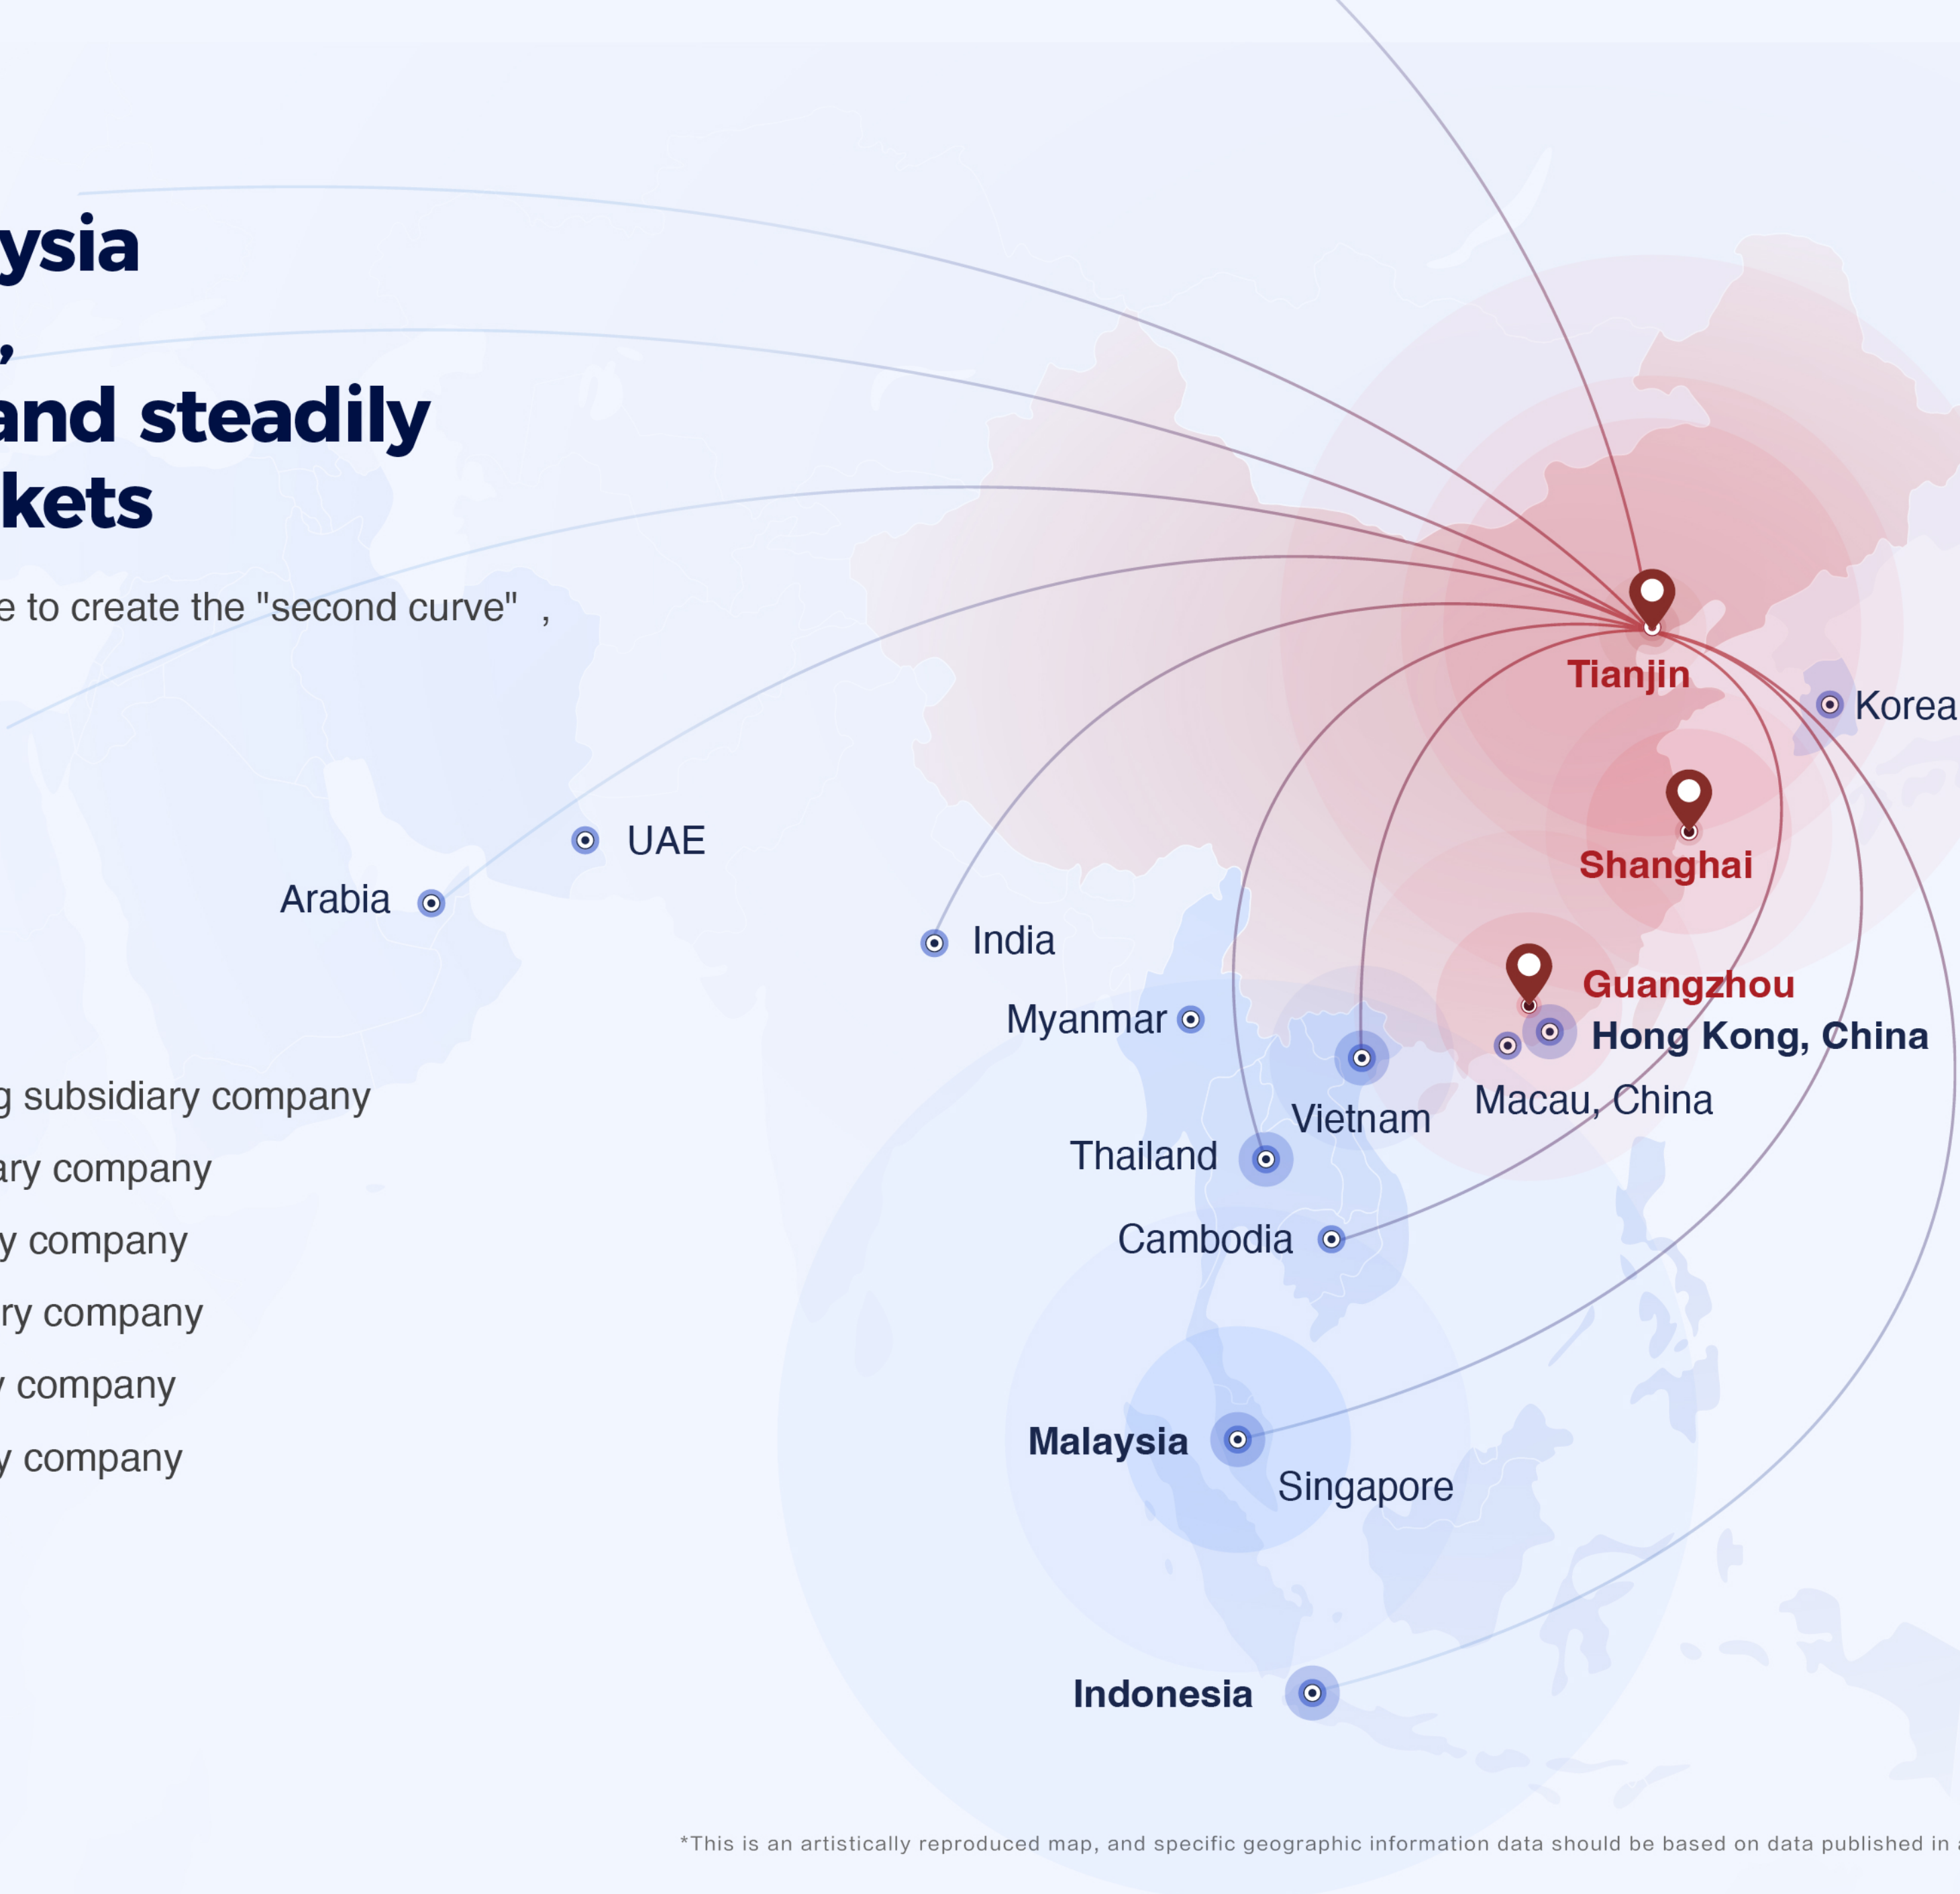 ysia
,
and steadily
kets
e to create the "second curve" ,
g subsidiary company
ary company
y company
ry company
y company
y company
Tianjin
Korea
Shanghai
UAE
Arabia
India
Guangzhou
Myanmar
Hong Kong, China
Macau, China
Vietnam
Thailand
Cambodia
Malaysia
Singapore
Indonesia
*This is an artistically reproduced map, and specific geographic information data should be based on data published in